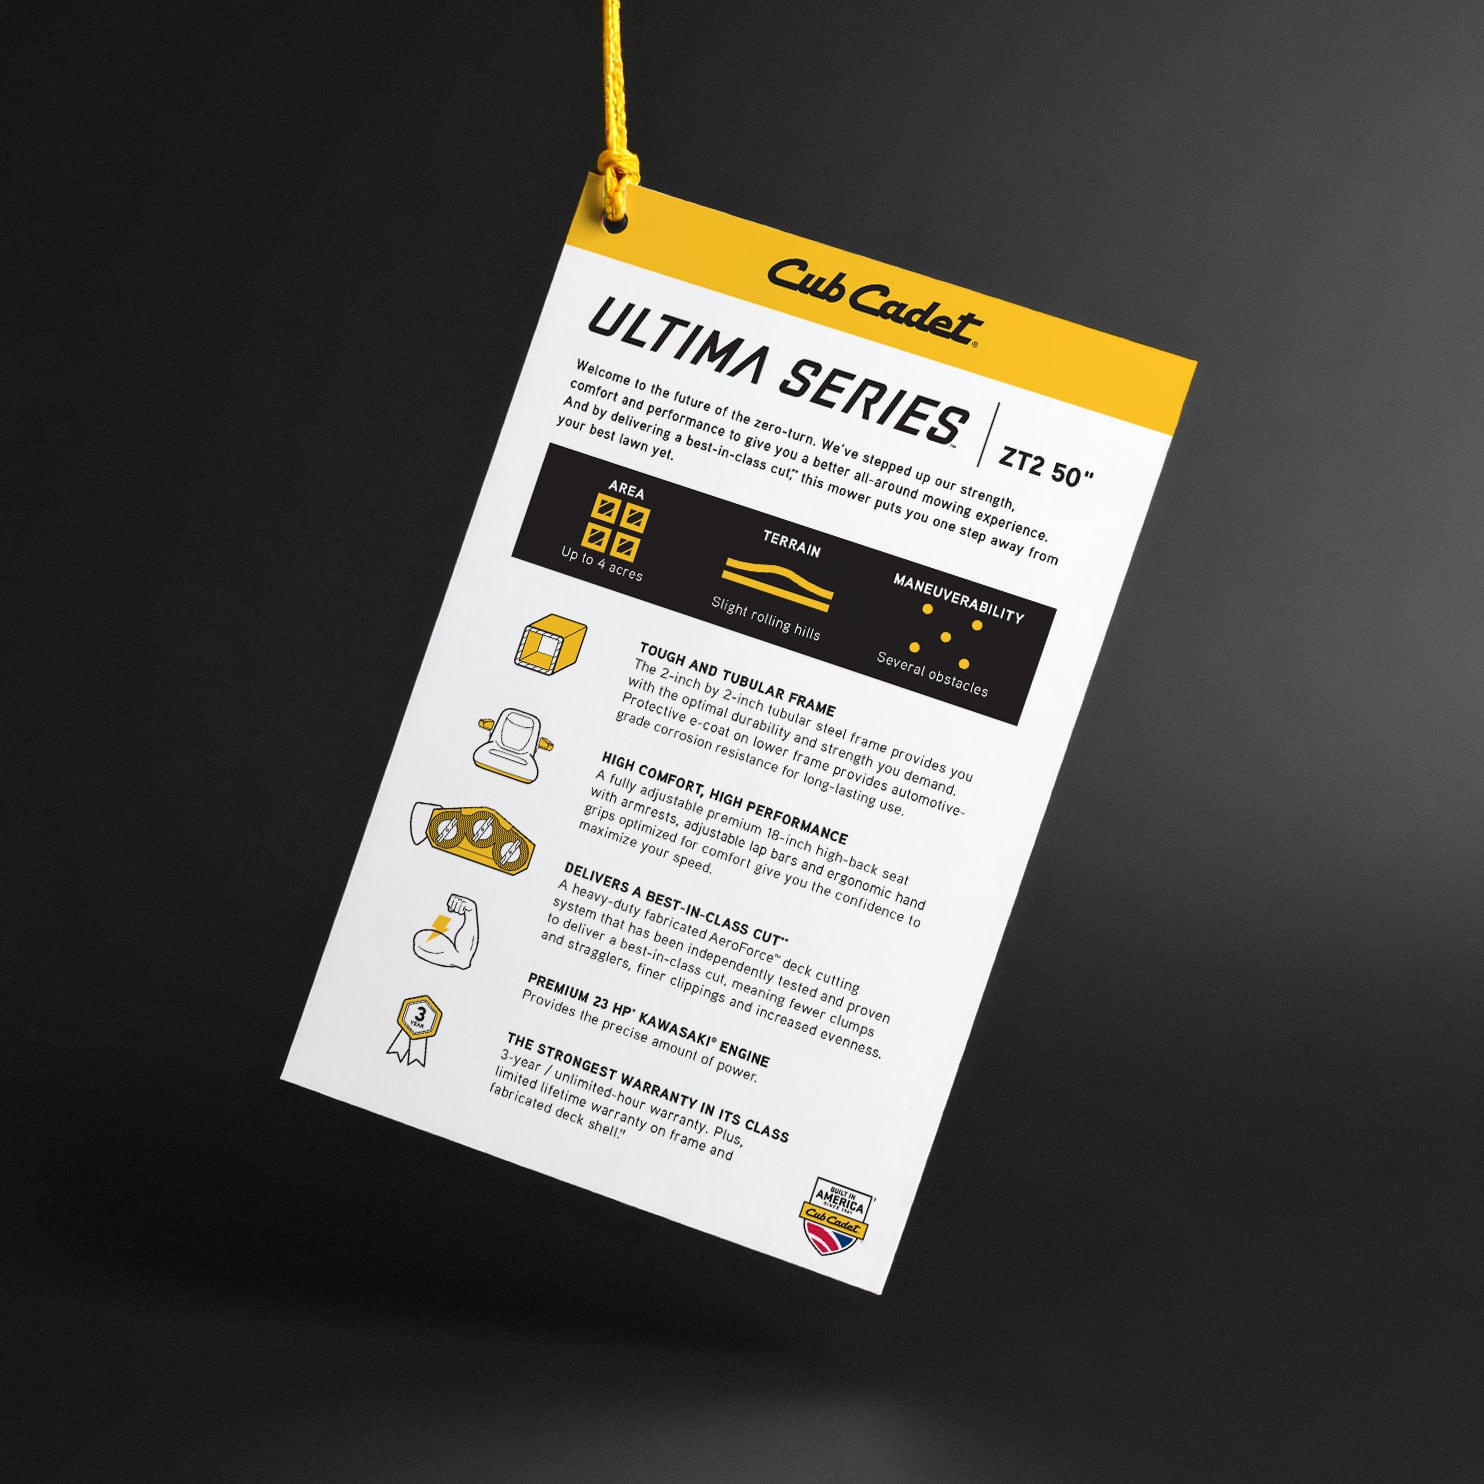 Cub Cadet®
ULTIMA SERIES™ | ZT2 50"
Welcome to the future of the zero-turn. We've stepped up our strength,
comfort and performance to give you a better all-around mowing experience.
And by delivering a best-in-class cut,** this mower puts you one step away from
your best lawn yet.
AREA
Up to 4 acres
TERRAIN
Slight rolling hills
MANEUVERABILITY
Several obstacles
TOUGH AND TUBULAR FRAME
The 2-inch by 2-inch tubular steel frame provides you
with the optimal durability and strength you demand.
Protective e-coat on lower frame provides automotive-
grade corrosion resistance for long-lasting use.
HIGH COMFORT, HIGH PERFORMANCE
A fully adjustable premium 18-inch high-back seat
with armrests, adjustable lap bars and ergonomic hand
grips optimized for comfort give you the confidence to
maximize your speed.
DELIVERS A BEST-IN-CLASS CUT**
A heavy-duty fabricated AeroForce™ deck cutting
system that has been independently tested and proven
to deliver a best-in-class cut, meaning fewer clumps
and stragglers, finer clippings and increased evenness.
PREMIUM 23 HP* KAWASAKI® ENGINE
Provides the precise amount of power.
3
YEAR
THE STRONGEST WARRANTY IN ITS CLASS
3-year / unlimited-hour warranty. Plus,
limited lifetime warranty on frame and
fabricated deck shell."
BUILT IN
AMERICA
SINCE 1961
Cub Cadet